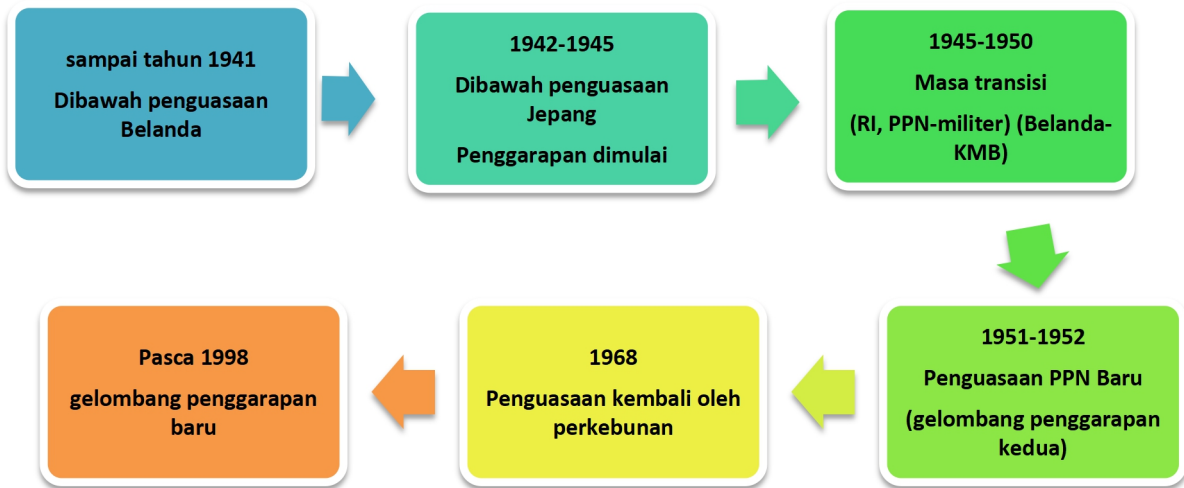 sampai tahun 1941
Dibawah penguasaan
Belanda
1942-1945
Dibawah penguasaan
Jepang
Penggarapan dimulai
1945-1950
Masa transisi
(RI, PPN-militer) (Belanda-
KMB)
1951-1952
Penguasaan PPN Baru
(gelombang penggarapan
kedua)
1968
Penguasaan kembali oleh
perkebunan
Pasca 1998
gelombang penggarapan
baru